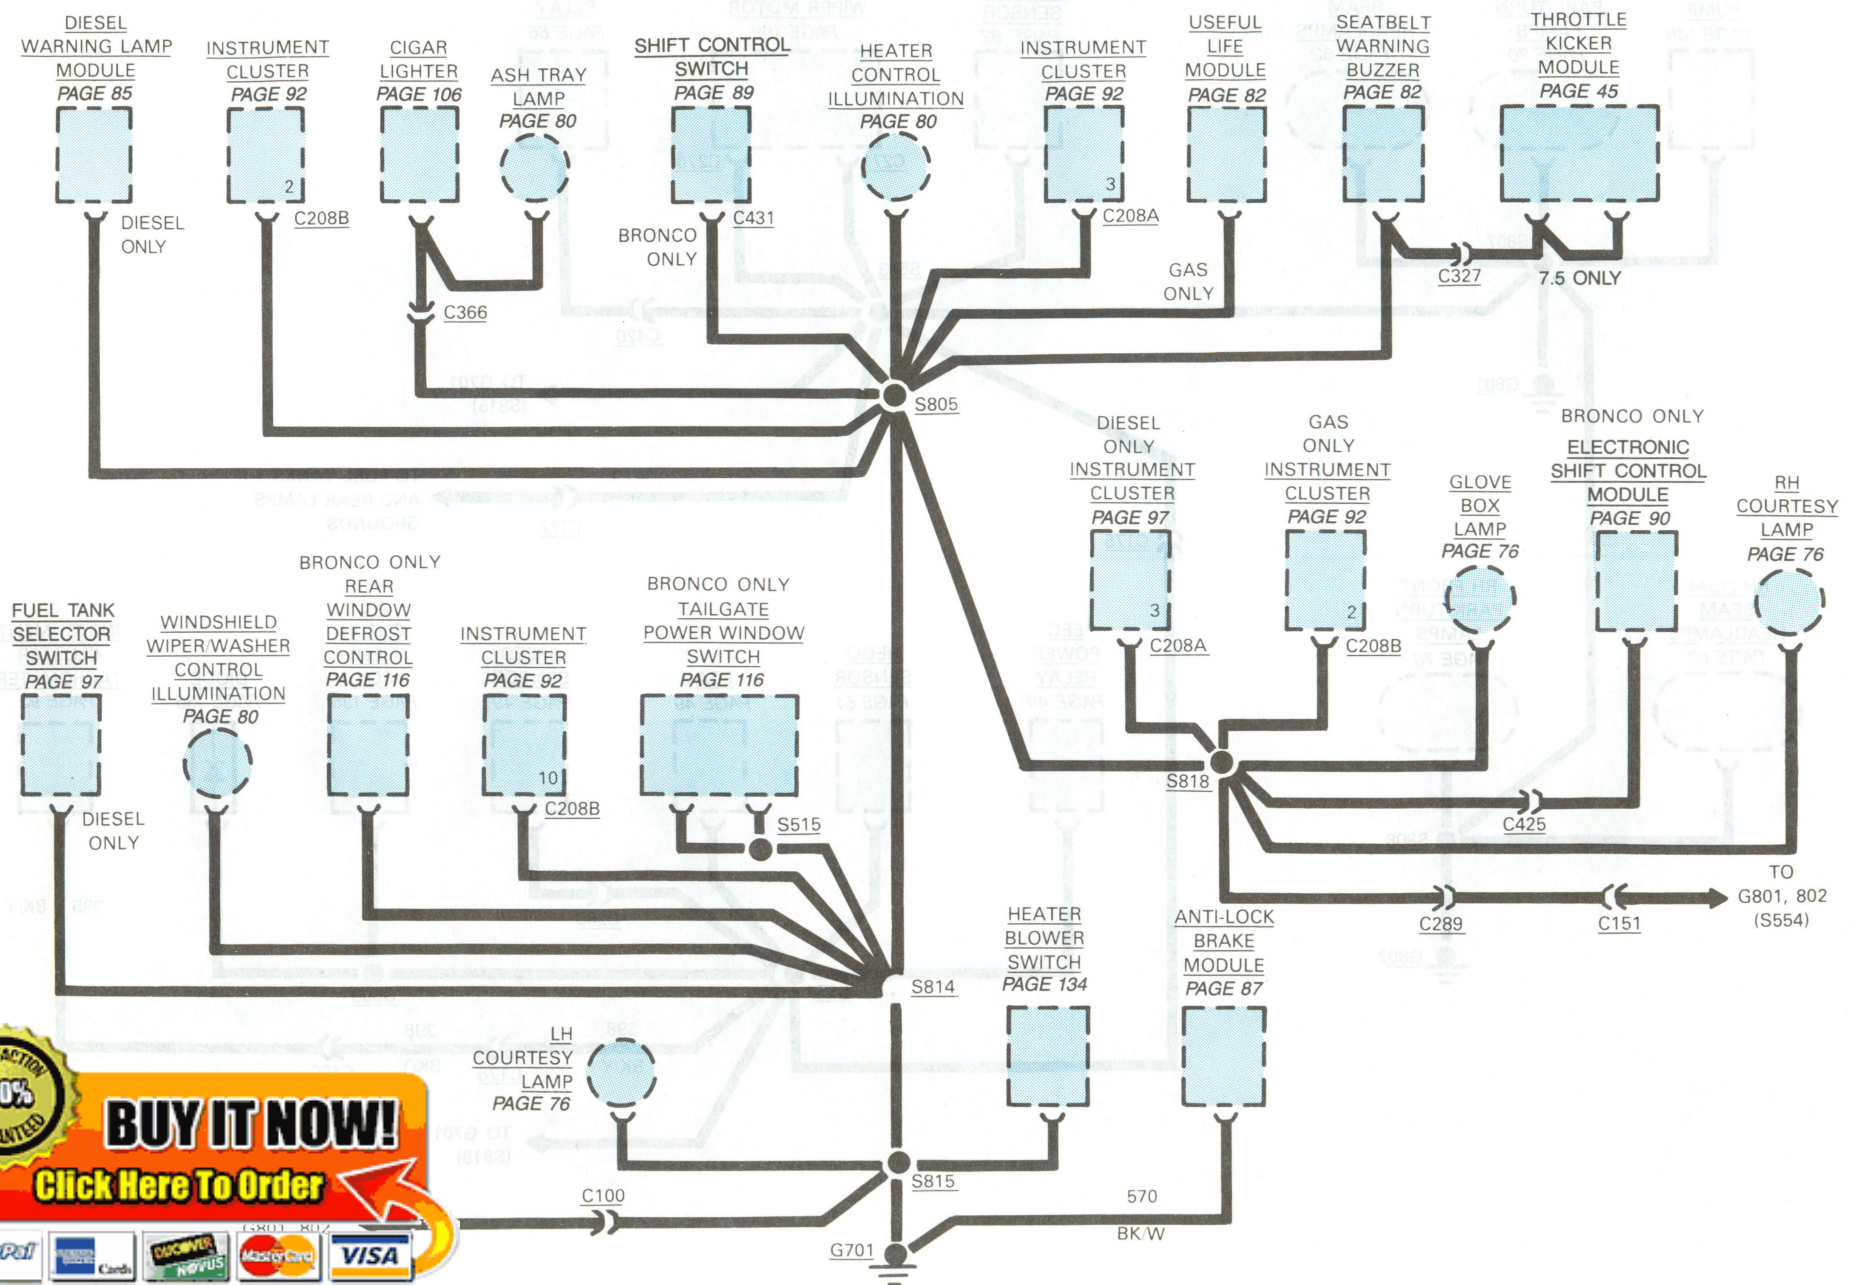 DIESEL
WARNING LAMP
MODULE
PAGE 85
DIESEL
ONLY
INSTRUMENT
CLUSTER
PAGE 92
2
C208B
CIGAR
LIGHTER
PAGE 106
C366
ASH TRAY
LAMP
PAGE 80
SHIFT CONTROL
SWITCH
PAGE 89
C431
BRONCO
ONLY
HEATER
CONTROL
ILLUMINATION
PAGE 80
INSTRUMENT
CLUSTER
PAGE 92
3
C208A
USEFUL
LIFE
MODULE
PAGE 82
GAS
ONLY
SEATBELT
WARNING
BUZZER
PAGE 82
C327
THROTTLE
KICKER
MODULE
PAGE 45
7.5 ONLY
S805
DIESEL
ONLY
INSTRUMENT
CLUSTER
PAGE 97
3
C208A
GAS
ONLY
INSTRUMENT
CLUSTER
PAGE 92
2
C208B
GLOVE
BOX
LAMP
PAGE 76
BRONCO ONLY
ELECTRONIC
SHIFT CONTROL
MODULE
PAGE 90
RH
COURTESY
LAMP
PAGE 76
S818
C425
C289
C151
TO
G801, 802
(S554)
FUEL TANK
SELECTOR
SWITCH
PAGE 97
DIESEL
ONLY
WINDSHIELD
WIPER/WASHER
CONTROL
ILLUMINATION
PAGE 80
BRONCO ONLY
REAR
WINDOW
DEFROST
CONTROL
PAGE 116
INSTRUMENT
CLUSTER
PAGE 92
10
C208B
BRONCO ONLY
TAILGATE
POWER WINDOW
SWITCH
PAGE 116
S515
S814
LH
COURTESY
LAMP
PAGE 76
HEATER
BLOWER
SWITCH
PAGE 134
ANTI-LOCK
BRAKE
MODULE
PAGE 87
S815
C100
570
BK/W
G701
G801, 802
BUY IT NOW!
Click Here To Order
Cards
DISCOVER
NOVUS
MasterCard
VISA